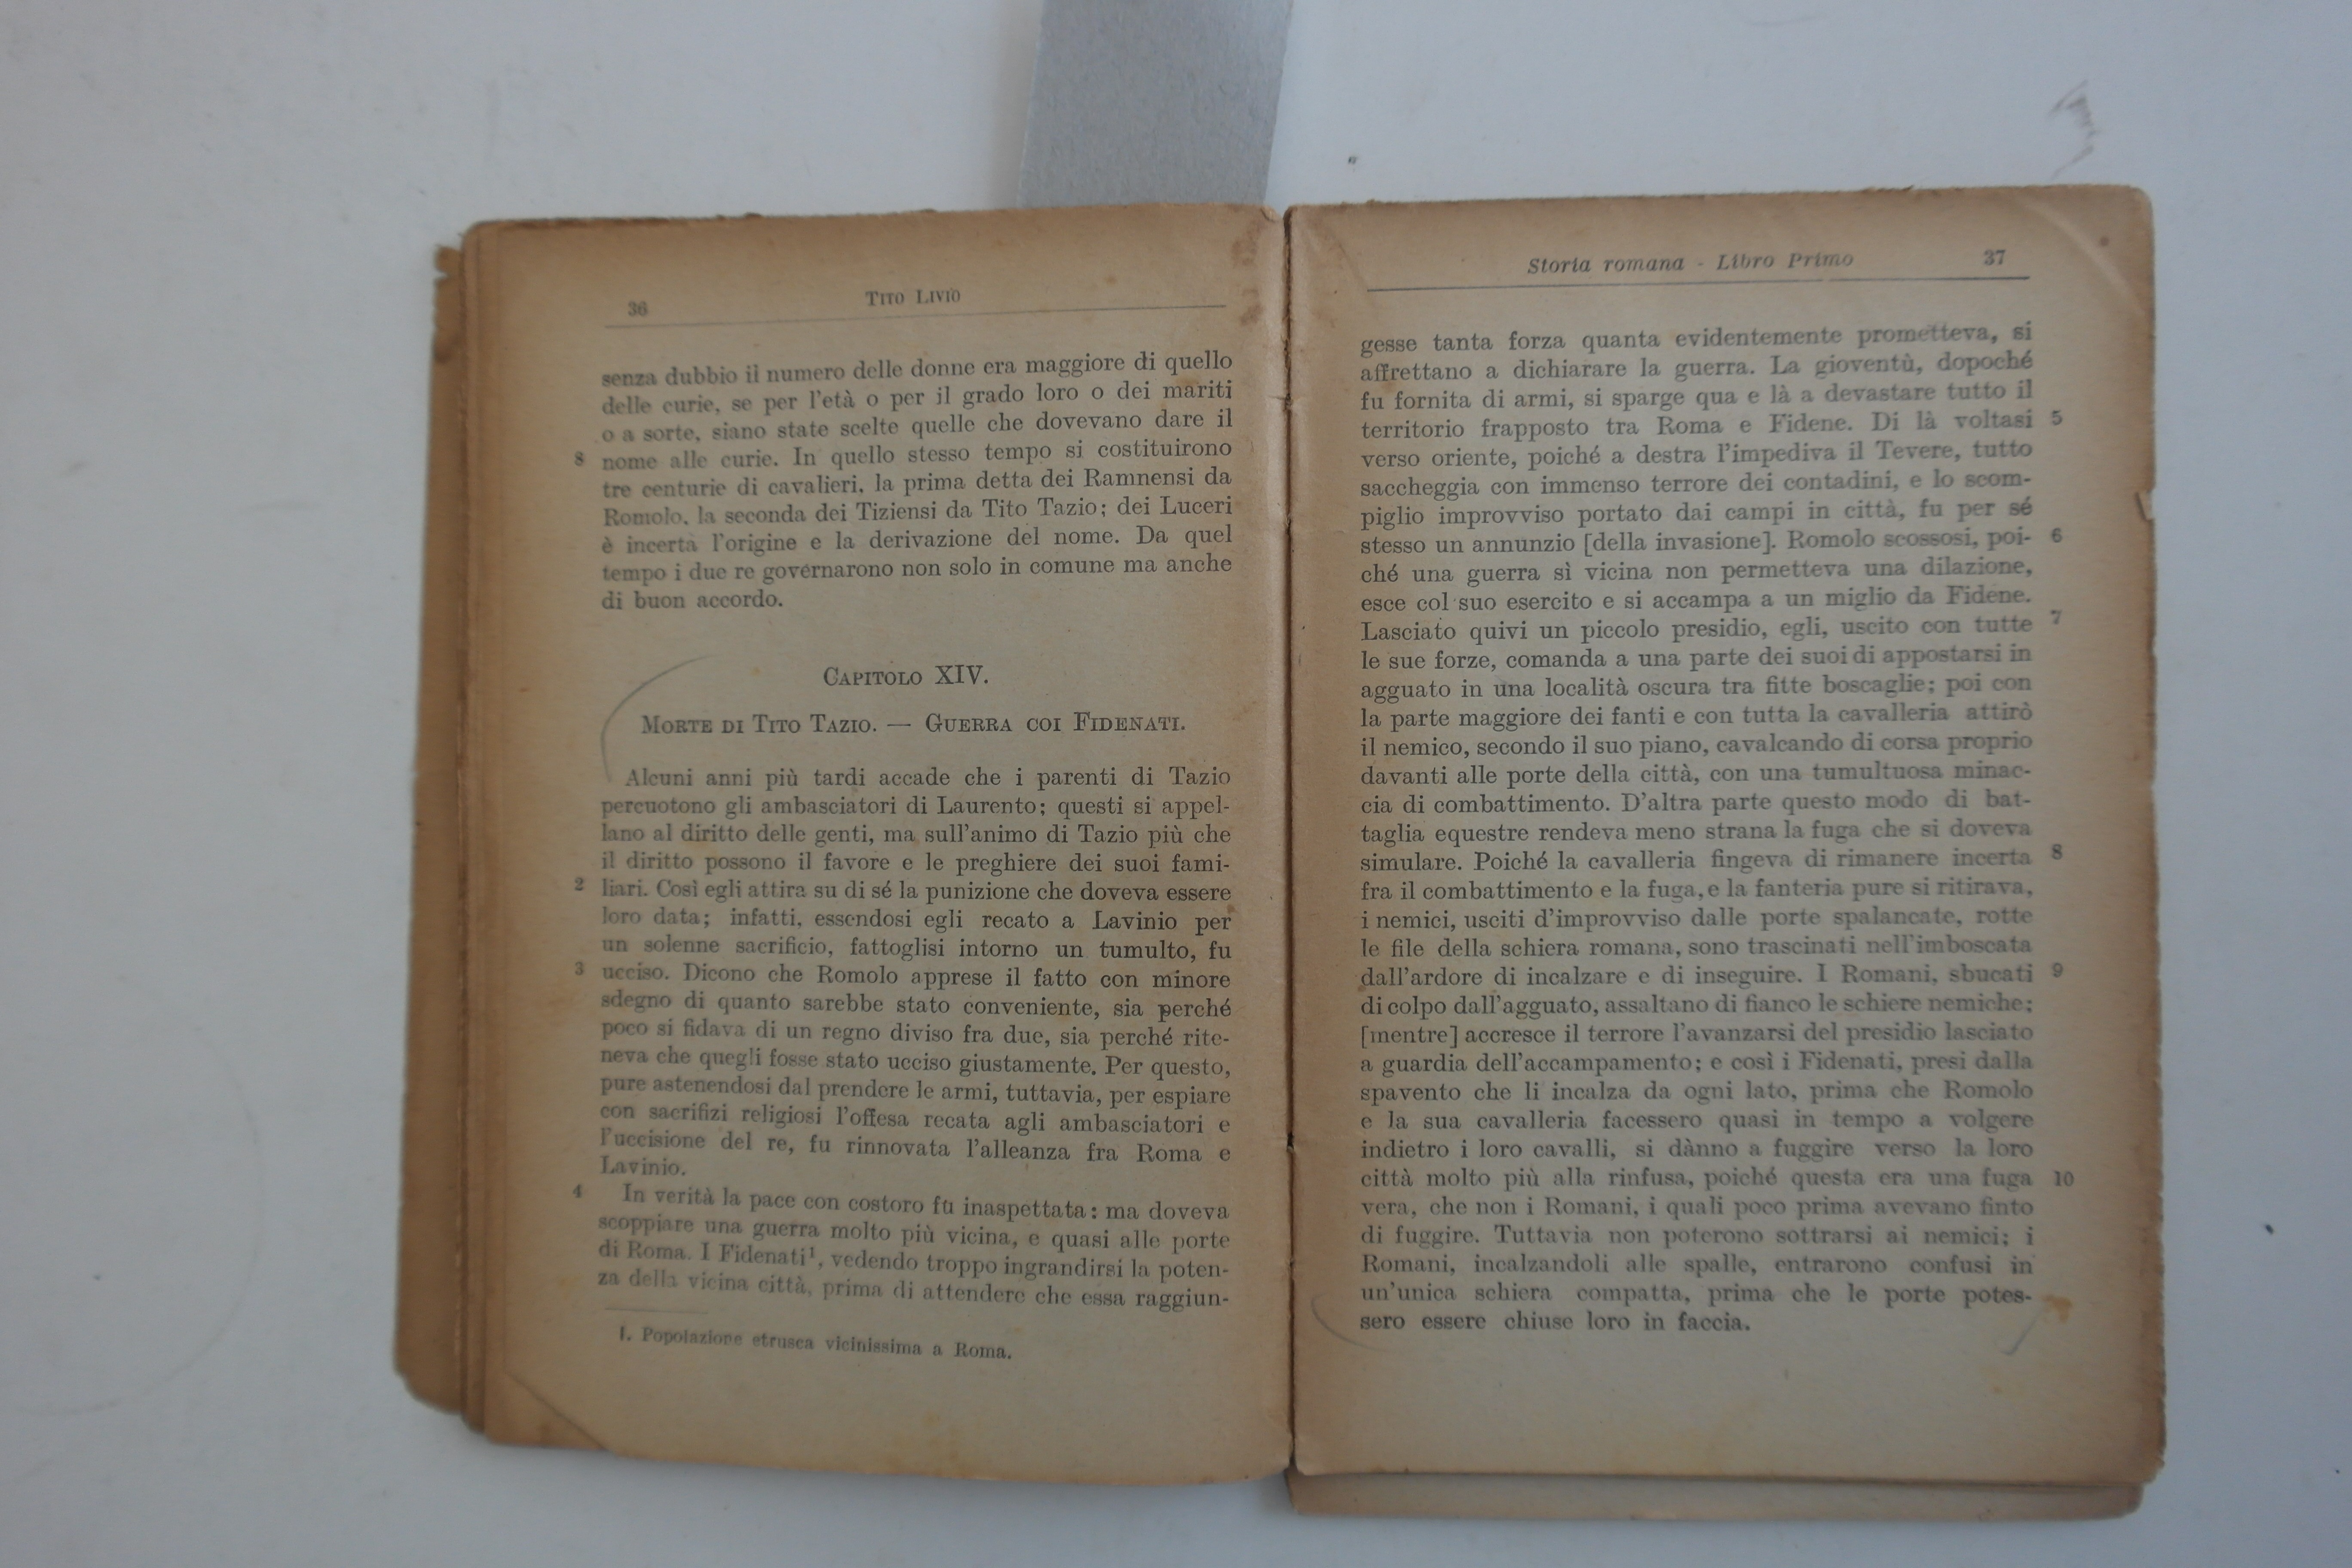 36
TITO LIVIO
senza dubbio il numero delle donne era maggiore di quello
delle curie, se per l'età o per il grado loro o dei mariti
o a sorte, siano state scelte quelle che dovevano dare il
8 nome alle curie. In quello stesso tempo si costituirono
tre centurie di cavalieri, la prima detta dei Ramnensi da
Romolo, la seconda dei Tiziensi da Tito Tazio; dei Luceri
è incerta l'origine e la derivazione del nome. Da quel
tempo i due re governarono non solo in comune ma anche
di buon accordo.
CAPITOLO XIV.
MORTE DI TITO TAZIO. — GUERRA COI FIDENATI.
Alcuni anni più tardi accade che i parenti di Tazio
percuotono gli ambasciatori di Laurento; questi si appel-
lano al diritto delle genti, ma sull'animo di Tazio più che
il diritto possono il favore e le preghiere dei suoi fami-
2 liari. Così egli attira su di sé la punizione che doveva essere
loro data; infatti, essendosi egli recato a Lavinio per
un solenne sacrificio, fattoglisi intorno un tumulto, fu
3 ucciso. Dicono che Romolo apprese il fatto con minore
sdegno di quanto sarebbe stato conveniente, sia perché
poco si fidava di un regno diviso fra due, sia perché rite-
neva che quegli fosse stato ucciso giustamente. Per questo,
pure astenendosi dal prendere le armi, tuttavia, per espiare
con sacrifizi religiosi l'offesa recata agli ambasciatori e
l'uccisione del re, fu rinnovata l'alleanza fra Roma e
Lavinio.
4 In verità la pace con costoro fu inaspettata: ma doveva
scoppiare una guerra molto più vicina, e quasi alle porte
di Roma. I Fidenati¹, vedendo troppo ingrandirsi la poten-
za della vicina città, prima di attendere che essa raggiun-
1. Popolazione etrusca vicinissima a Roma.
Storia romana - Libro Primo 37
gesse tanta forza quanta evidentemente prometteva, si
affrettano a dichiarare la guerra. La gioventù, dopoché
fu fornita di armi, si sparge qua e là a devastare tutto il
territorio frapposto tra Roma e Fidene. Di là voltasi 5
verso oriente, poiché a destra l'impediva il Tevere, tutto
saccheggia con immenso terrore dei contadini, e lo scom-
piglio improvviso portato dai campi in città, fu per sé
stesso un annunzio [della invasione]. Romolo scossosi, poi- 6
ché una guerra sì vicina non permetteva una dilazione,
esce col suo esercito e si accampa a un miglio da Fidene.
Lasciato quivi un piccolo presidio, egli, uscito con tutte 7
le sue forze, comanda a una parte dei suoi di appostarsi in
agguato in una località oscura tra fitte boscaglie; poi con
la parte maggiore dei fanti e con tutta la cavalleria attirò
il nemico, secondo il suo piano, cavalcando di corsa proprio
davanti alle porte della città, con una tumultuosa minac-
cia di combattimento. D'altra parte questo modo di bat-
taglia equestre rendeva meno strana la fuga che si doveva
simulare. Poiché la cavalleria fingeva di rimanere incerta 8
fra il combattimento e la fuga, e la fanteria pure si ritirava,
i nemici, usciti d'improvviso dalle porte spalancate, rotte
le file della schiera romana, sono trascinati nell'imboscata
dall'ardore di incalzare e di inseguire. I Romani, sbucati 9
di colpo dall'agguato, assaltano di fianco le schiere nemiche;
[mentre] accresce il terrore l'avanzarsi del presidio lasciato
a guardia dell'accampamento; e così i Fidenati, presi dalla
spavento che li incalza da ogni lato, prima che Romolo
e la sua cavalleria facessero quasi in tempo a volgere
indietro i loro cavalli, si dànno a fuggire verso la loro
città molto più alla rinfusa, poiché questa era una fuga 10
vera, che non i Romani, i quali poco prima avevano finto
di fuggire. Tuttavia non poterono sottrarsi ai nemici; i
Romani, incalzandoli alle spalle, entrarono confusi in
un'unica schiera compatta, prima che le porte potes-
sero essere chiuse loro in faccia.